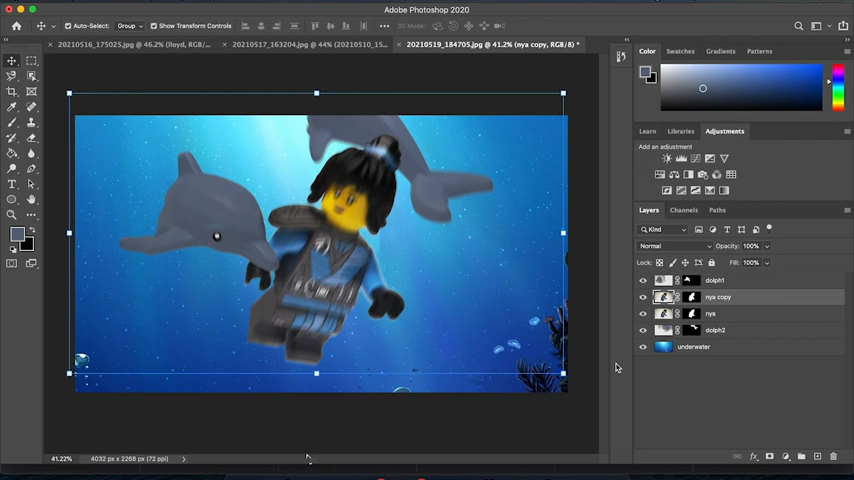 Adobe Photoshop 2020
Auto-Select: Group Show Transform Controls 3D Mode:
20210516_175025.jpg @ 46.2% (lloyd, RGB/... 20210517_163204.jpg @ 44% (20210510_15... 20210519_184705.jpg @ 41.2% (nya copy, RGB/8) *
Color Swatches Gradients Patterns
Learn Libraries Adjustments
Add an adjustment
Layers Channels Paths
Kind
Normal Opacity: 100%
Lock: Fill: 100%
dolph1
nya copy
nya
dolph2
underwater
41.22% 4032 px x 2268 px (72 ppi)